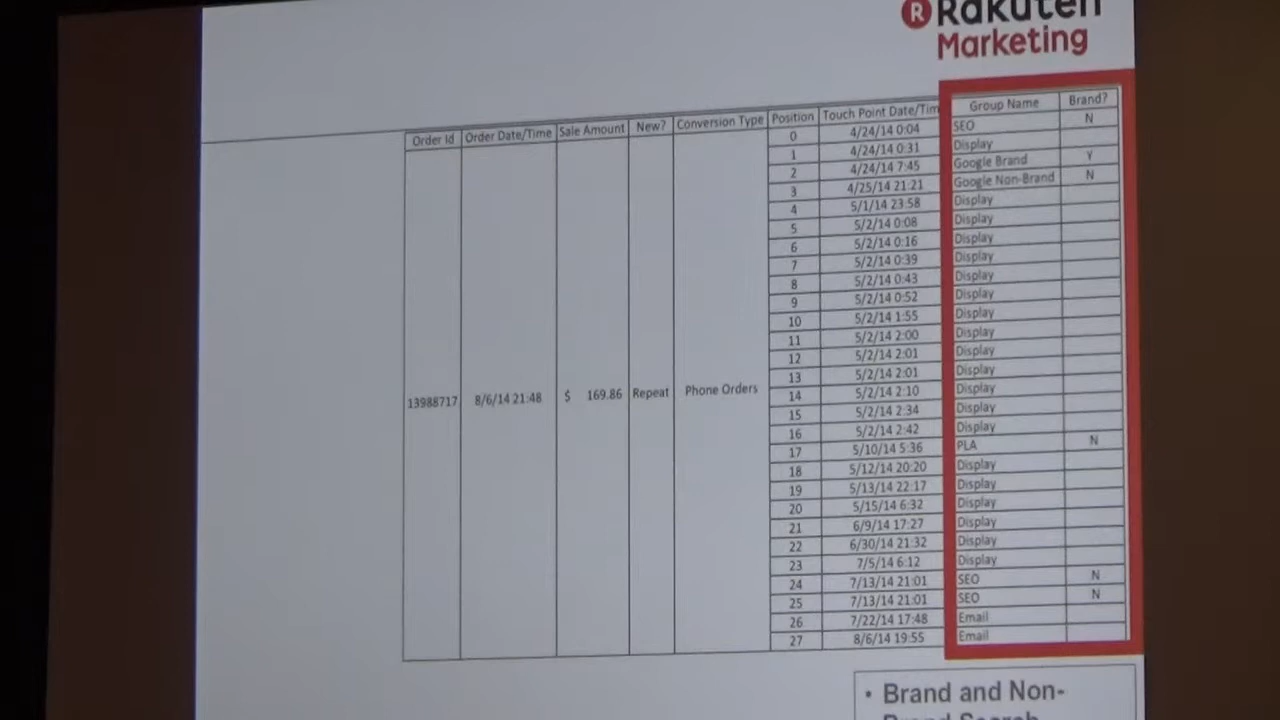 Rakuten
Marketing
Order Id Order Date/Time Sale Amount New? Conversion Type Position Touch Point Date/Tim Group Name Brand?
0 4/24/14 0:04 SEO N
1 4/24/14 0:31 Display
2 4/24/14 7:45 Google Brand Y
3 4/25/14 21:21 Google Non-Brand N
4 5/1/14 23:58 Display
5 5/2/14 0:08 Display
6 5/2/14 0:16 Display
7 5/2/14 0:39 Display
8 5/2/14 0:43 Display
9 5/2/14 0:52 Display
10 5/2/14 1:55 Display
11 5/2/14 2:00 Display
12 5/2/14 2:01 Display
13 5/2/14 2:01 Display
13988717 8/6/14 21:48 $ 169.86 Repeat Phone Orders 14 5/2/14 2:10 Display
15 5/2/14 2:34 Display
16 5/2/14 2:42 Display
17 5/10/14 5:36 PLA N
18 5/12/14 20:20 Display
19 5/13/14 22:17 Display
20 5/15/14 6:32 Display
21 6/9/14 17:27 Display
22 6/30/14 21:32 Display
23 7/5/14 6:12 Display
24 7/13/14 21:01 SEO N
25 7/13/14 21:01 SEO N
26 7/22/14 17:48 Email
27 8/6/14 19:55 Email
• Brand and Non-
Brand Search